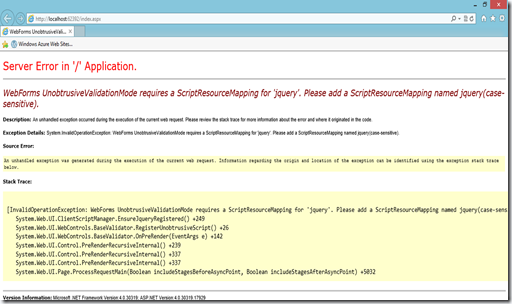 http://localhost:62382/index.aspx
WebForms UnobtrusiveVali...
Windows Azure Web Sites...
Server Error in '/' Application.
WebForms UnobtrusiveValidationMode requires a ScriptResourceMapping for 'jquery'. Please add a ScriptResourceMapping named jquery(case-
sensitive).
Description: An unhandled exception occurred during the execution of the current web request. Please review the stack trace for more information about the error and where it originated in the code.
Exception Details: System.InvalidOperationException: WebForms UnobtrusiveValidationMode requires a ScriptResourceMapping for 'jquery'. Please add a ScriptResourceMapping named jquery(case-sensitive).
Source Error:
An unhandled exception was generated during the execution of the current web request. Information regarding the origin and location of the exception can be identified using the exception stack trace
below.
Stack Trace:
[InvalidOperationException: WebForms UnobtrusiveValidationMode requires a ScriptResourceMapping for 'jquery'. Please add a ScriptResourceMapping named jquery(case-sens
System.Web.UI.ClientScriptManager.EnsureJqueryRegistered() +249
System.Web.UI.WebControls.BaseValidator.RegisterUnobtrusiveScript() +26
System.Web.UI.WebControls.BaseValidator.OnPreRender(EventArgs e) +142
System.Web.UI.Control.PreRenderRecursiveInternal() +239
System.Web.UI.Control.PreRenderRecursiveInternal() +337
System.Web.UI.Control.PreRenderRecursiveInternal() +337
System.Web.UI.Page.ProcessRequestMain(Boolean includeStagesBeforeAsyncPoint, Boolean includeStagesAfterAsyncPoint) +5032
Version Information: Microsoft .NET Framework Version:4.0.30319; ASP.NET Version:4.0.30319.17929